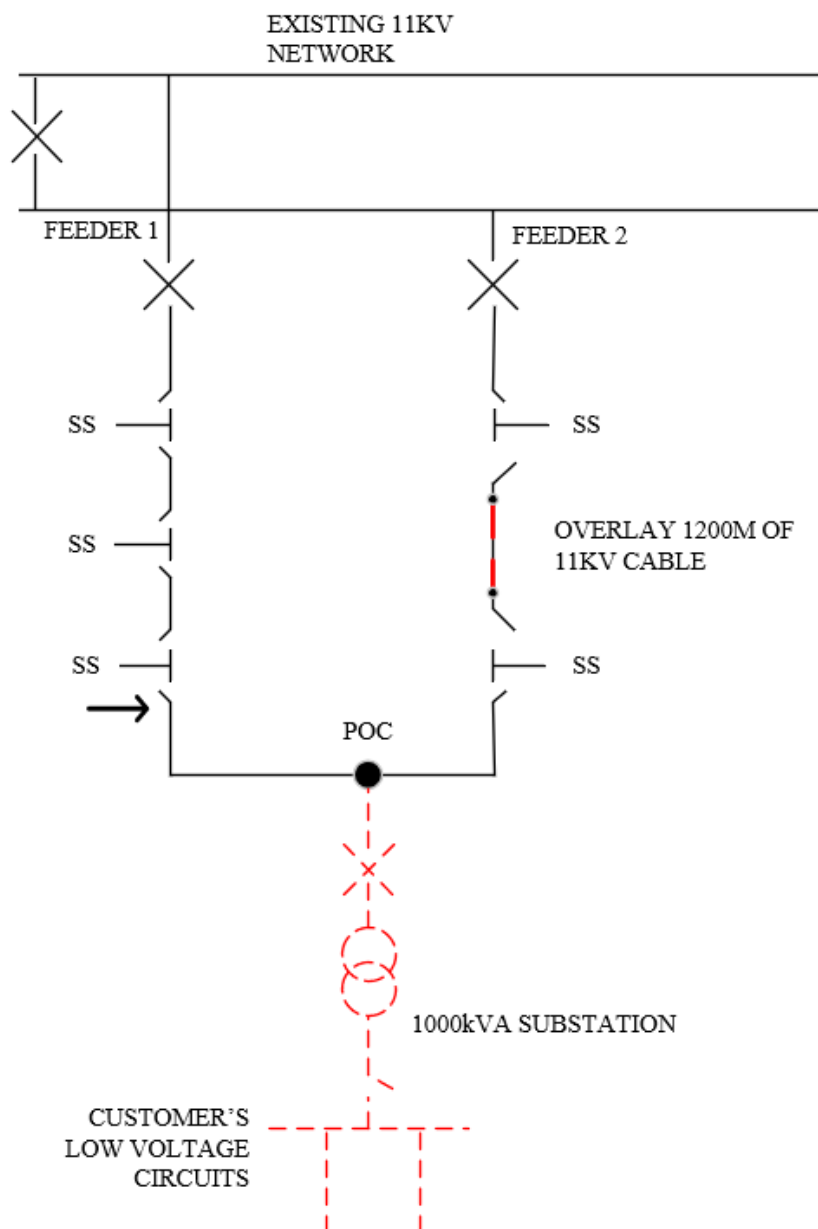 EXISTING 11KV
NETWORK
FEEDER 1
FEEDER 2
SS
SS
SS
OVERLAY 1200M OF
11KV CABLE
SS
SS
POC
1000kVA SUBSTATION
CUSTOMER'S
LOW VOLTAGE
CIRCUITS